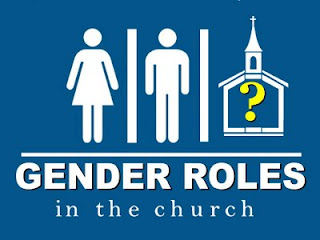 ?
GENDER ROLES
in the church